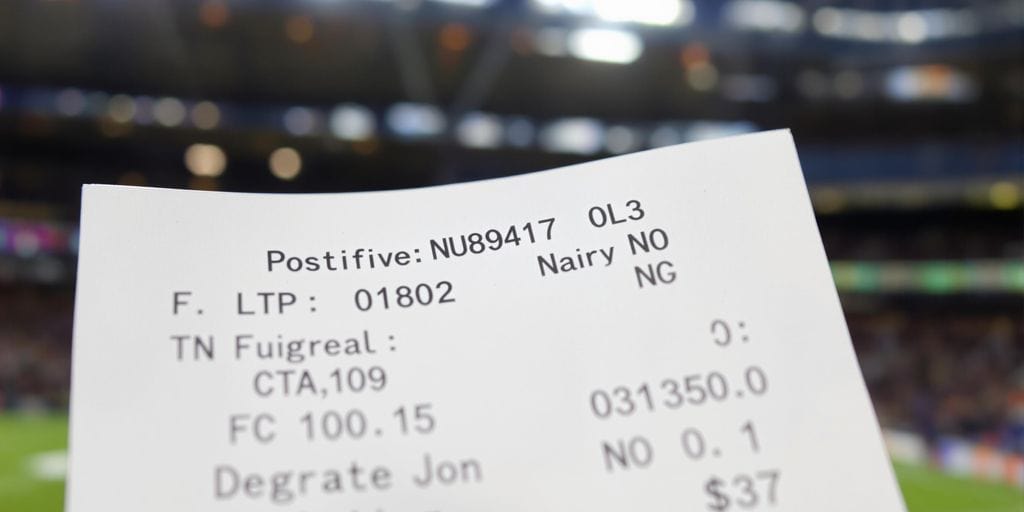 Postifive: NU89417 0L3
F. LTP: 01802 Nairy NO
NG
TN Fuigreal: 0:
CTA,109
FC 100.15 031350.0
Degrate Jon NO 0. 1
$37